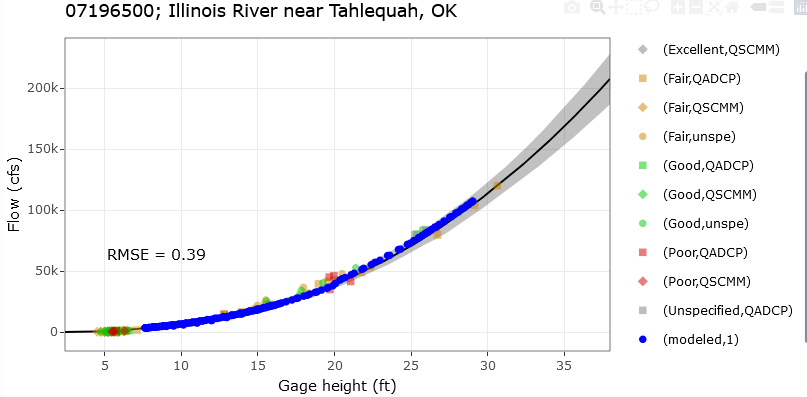 07196500; Illinois River near Tahlequah, OK
Flow (cfs)
200k
150k
100k
50k
0
RMSE = 0.39
5 10 15 20 25 30 35
Gage height (ft)
(Excellent,QSCMM)
(Fair,QADCP)
(Fair,QSCMM)
(Fair,unspe)
(Good,QADCP)
(Good,QSCMM)
(Good,unspe)
(Poor,QADCP)
(Poor,QSCMM)
(Unspecified,QADCP)
(modeled,1)